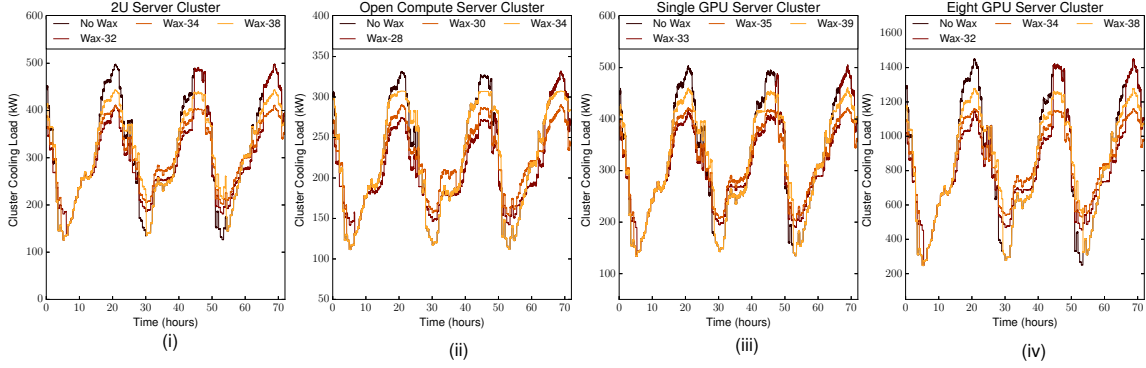 2U Server Cluster
No Wax Wax-34 Wax-38
Wax-32
Cluster Cooling Load (kW)
600
500
400
300
200
100
0
0 10 20 30 40 50 60 70
Time (hours)
(i)
Open Compute Server Cluster
No Wax Wax-30 Wax-34
Wax-28
Cluster Cooling Load (kW)
400
350
300
250
200
150
100
50
0 10 20 30 40 50 60 70
Time (hours)
(ii)
Single GPU Server Cluster
No Wax Wax-35 Wax-39
Wax-33
Cluster Cooling Load (kW)
600
500
400
300
200
100
0 10 20 30 40 50 60 70
Time (hours)
(iii)
Eight GPU Server Cluster
No Wax Wax-34 Wax-38
Wax-32
Cluster Cooling Load (kW)
1600
1400
1200
1000
800
600
400
200
0 10 20 30 40 50 60 70
Time (hours)
(iv)